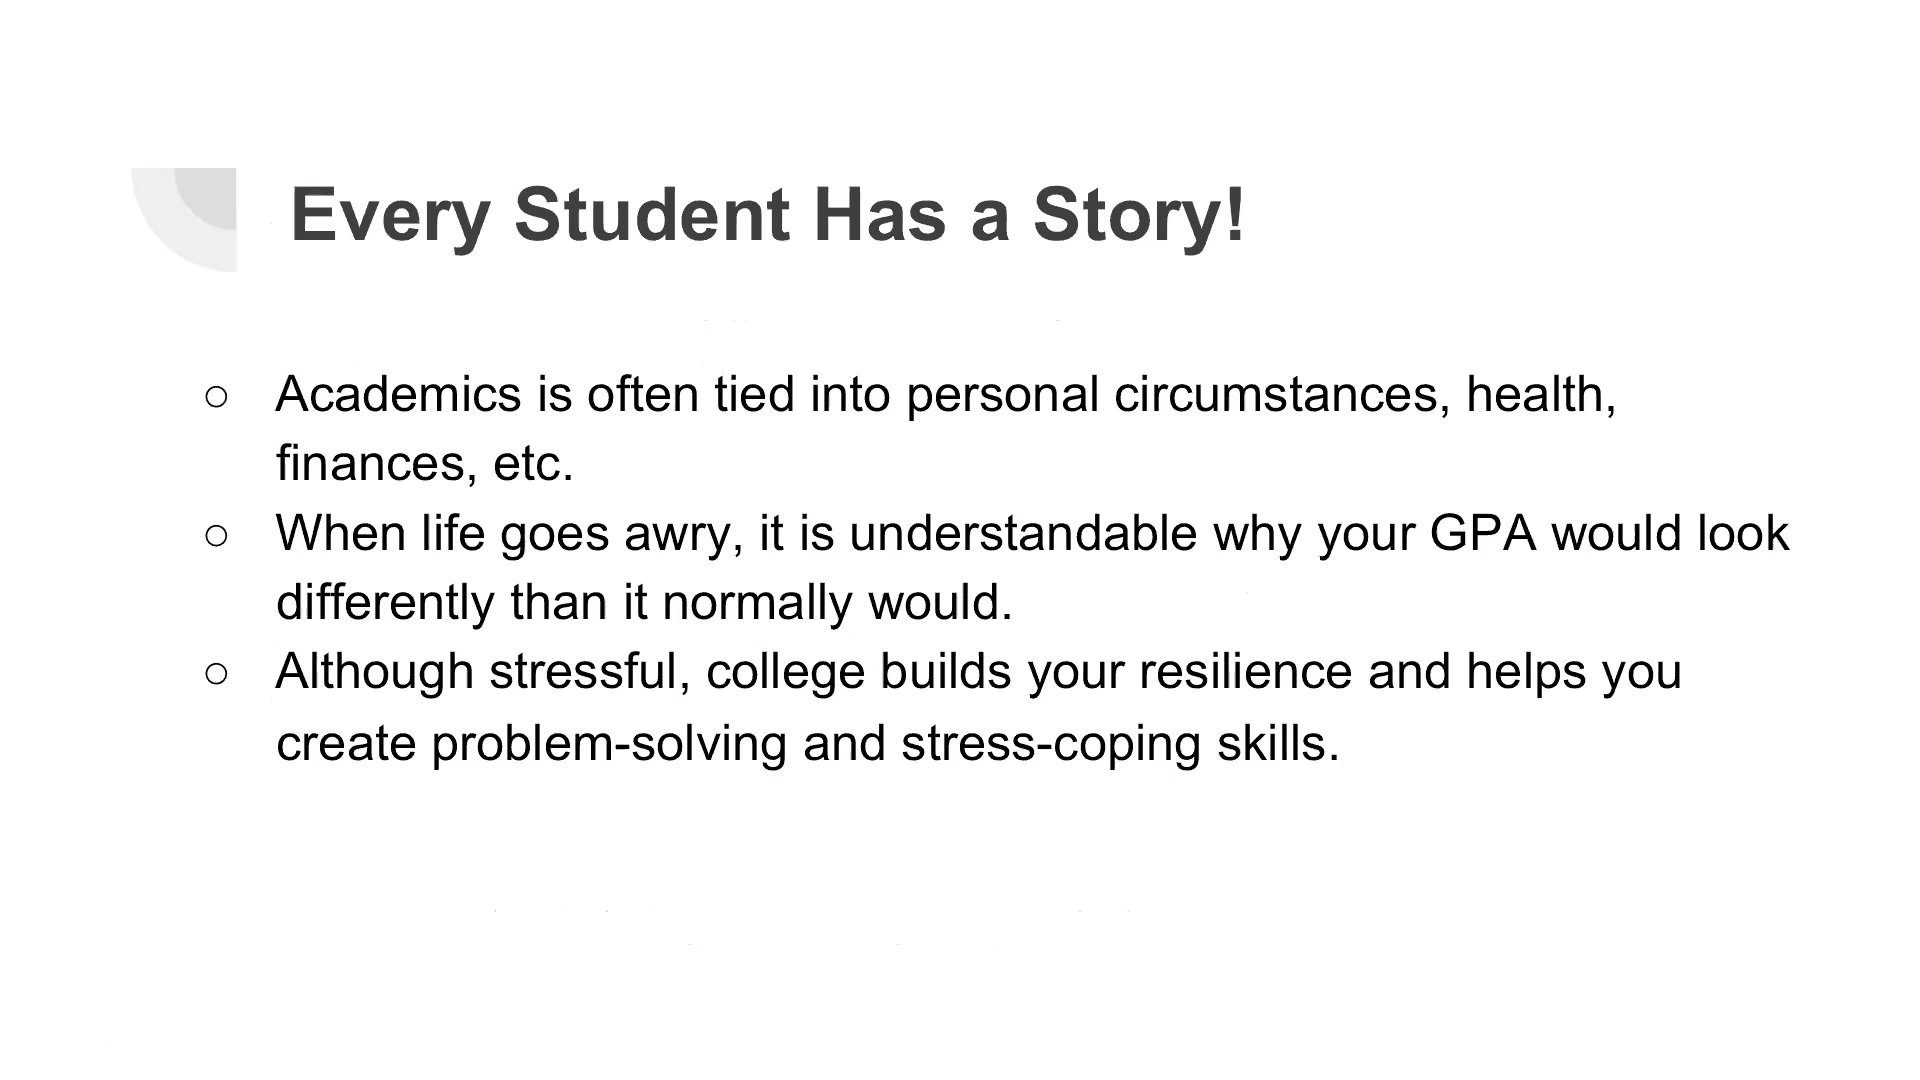 Every Student Has a Story!
○ Academics is often tied into personal circumstances, health,
finances, etc.
○ When life goes awry, it is understandable why your GPA would look
differently than it normally would.
○ Although stressful, college builds your resilience and helps you
create problem-solving and stress-coping skills.